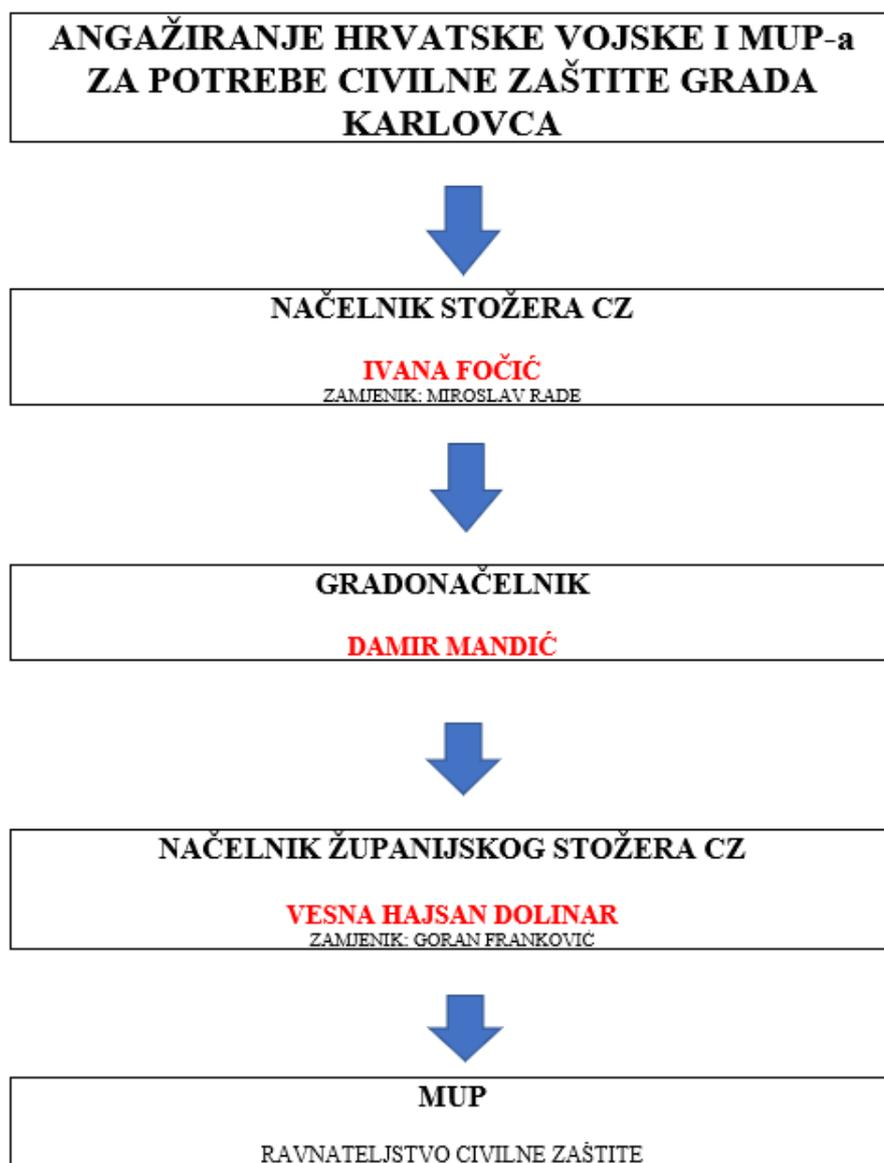 ANGAŽIRANJE HRVATSKE VOJSKE I MUP-a
ZA POTREBE CIVILNE ZAŠTITE GRADA
KARLOVCA
NAČELNIK STOŽERA CZ
IVANA FOČIĆ
ZAMJENIK: MIROSLAV RADE
GRADONAČELNIK
DAMIR MANDIĆ
NAČELNIK ŽUPANIJSKOG STOŽERA CZ
VESNA HAJSAN DOLINAR
ZAMJENIK: GORAN FRANKOVIĆ
MUP
RAVNATELJSTVO CIVILNE ZAŠTITE